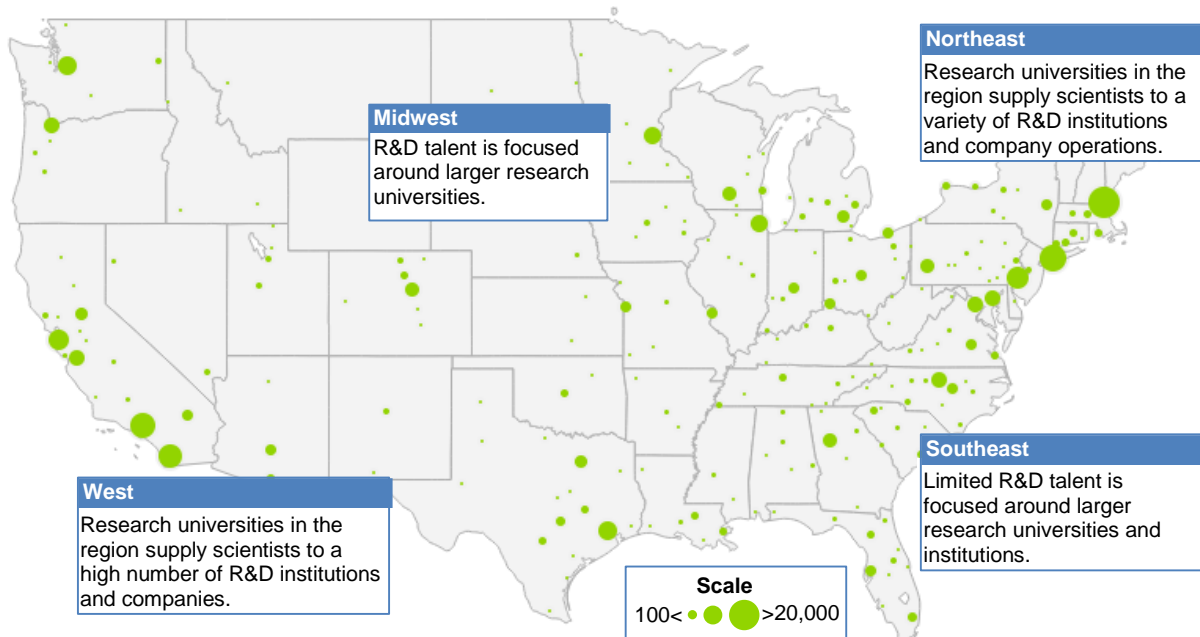 Northeast
Research universities in the
region supply scientists to a
variety of R&D institutions
and company operations.
Midwest
R&D talent is focused
around larger research
universities.
Southeast
Limited R&D talent is
focused around larger
research universities and
institutions.
West
Research universities in the
region supply scientists to a
high number of R&D institutions
and companies.
Scale
100< >20,000